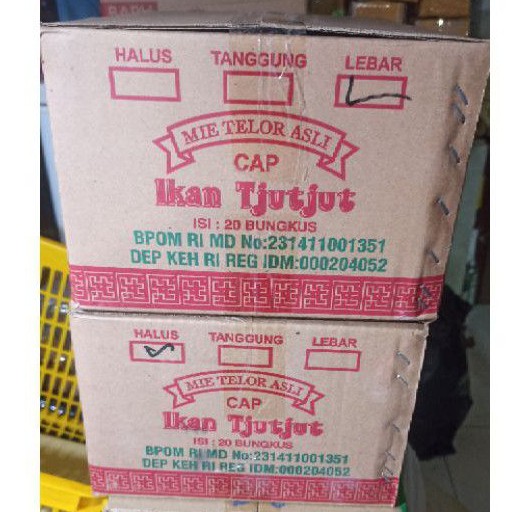 HALUS TANGGUNG LEBAR
MIE TELOR ASLI
CAP
Ikan Tjutjut
ISI : 20 BUNGKUS
BPOM RI MD No:231411001351
DEP KEH RI REG IDM:000204052
HALUS TANGGUNG LEBAR
MIE TELOR ASLI
CAP
Ikan Tjutjut
ISI : 20 BUNGKUS
BPOM RI MD No:231411001351
DEP KEH RI REG IDM:000204052